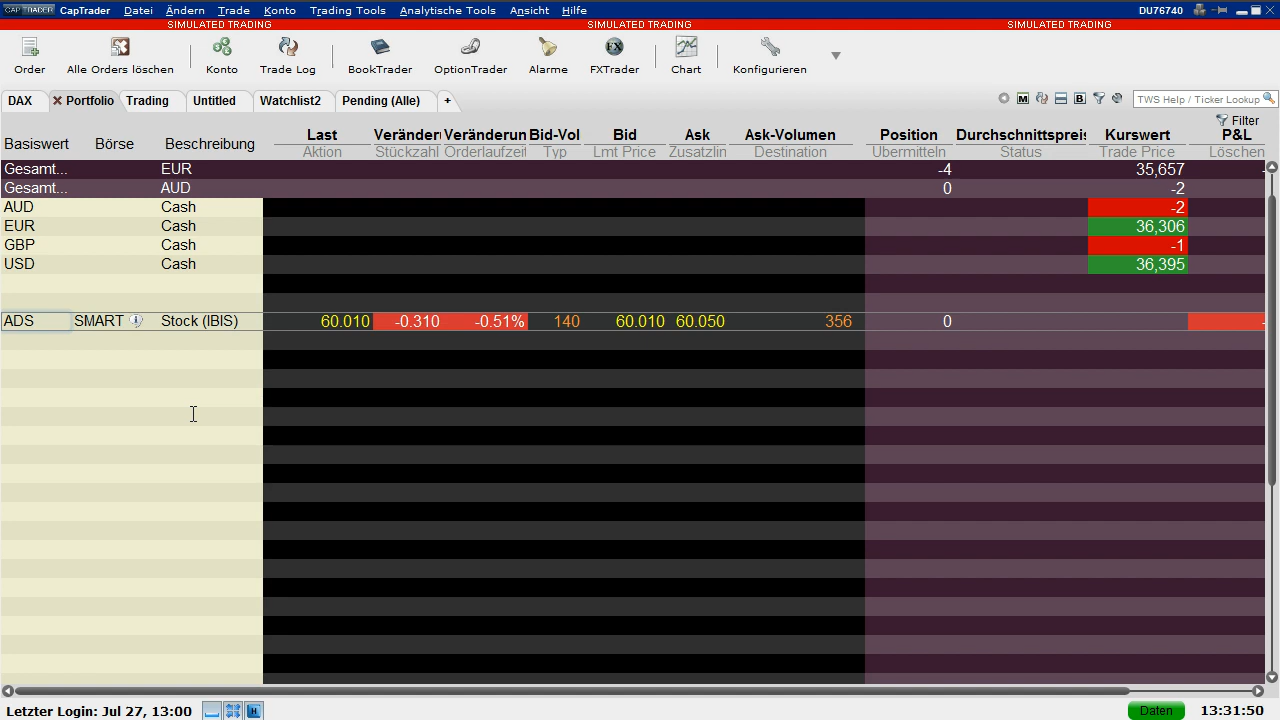 CAPTRADER CapTrader Datei Ändern Trade Konto Trading Tools Analytische Tools Ansicht Hilfe DU76740
SIMULATED TRADING SIMULATED TRADING SIMULATED TRADING
Order Alle Orders löschen Konto Trade Log BookTrader OptionTrader Alarme FXTrader Chart Konfigurieren
DAX Portfolio Trading Untitled Watchlist2 Pending (Alle) + M B TWS Help / Ticker Lookup
Filter
Last Veränder Veränderun Bid-Vol Bid Ask Ask-Volumen Position Durchschnittspreis Kurswert P&L
Basiswert Börse Beschreibung Aktion Stückzahl Orderlaufzeit Typ Lmt Price Zusatzlin Destination Übermitteln Status Trade Price Löschen
Gesamt... EUR -4 35,657 -
Gesamt... AUD 0 -2
AUD Cash -2
EUR Cash 36,306
GBP Cash -1
USD Cash 36,395
ADS SMART Stock (IBIS) 60.010 -0.310 -0.51% 140 60.010 60.050 356 0 -
Letzter Login: Jul 27, 13:00 H Daten 13:31:50